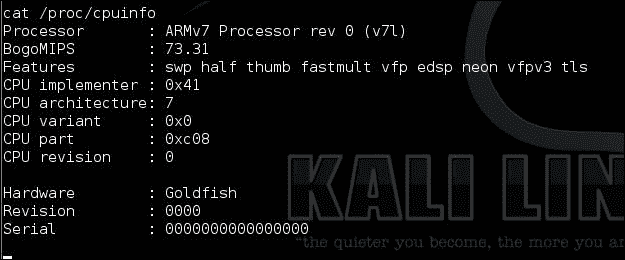 cat /proc/cpuinfo
Processor : ARMv7 Processor rev 0 (v7l)
BogoMIPS : 73.31
Features : swp half thumb fastmult vfp edsp neon vfpv3 tls
CPU implementer : 0x41
CPU architecture: 7
CPU variant : 0x0
CPU part : 0xc08
CPU revision : 0
Hardware : Goldfish
Revision : 0000
Serial : 0000000000000000
KALI LIN
"the quieter you become, the more you ar